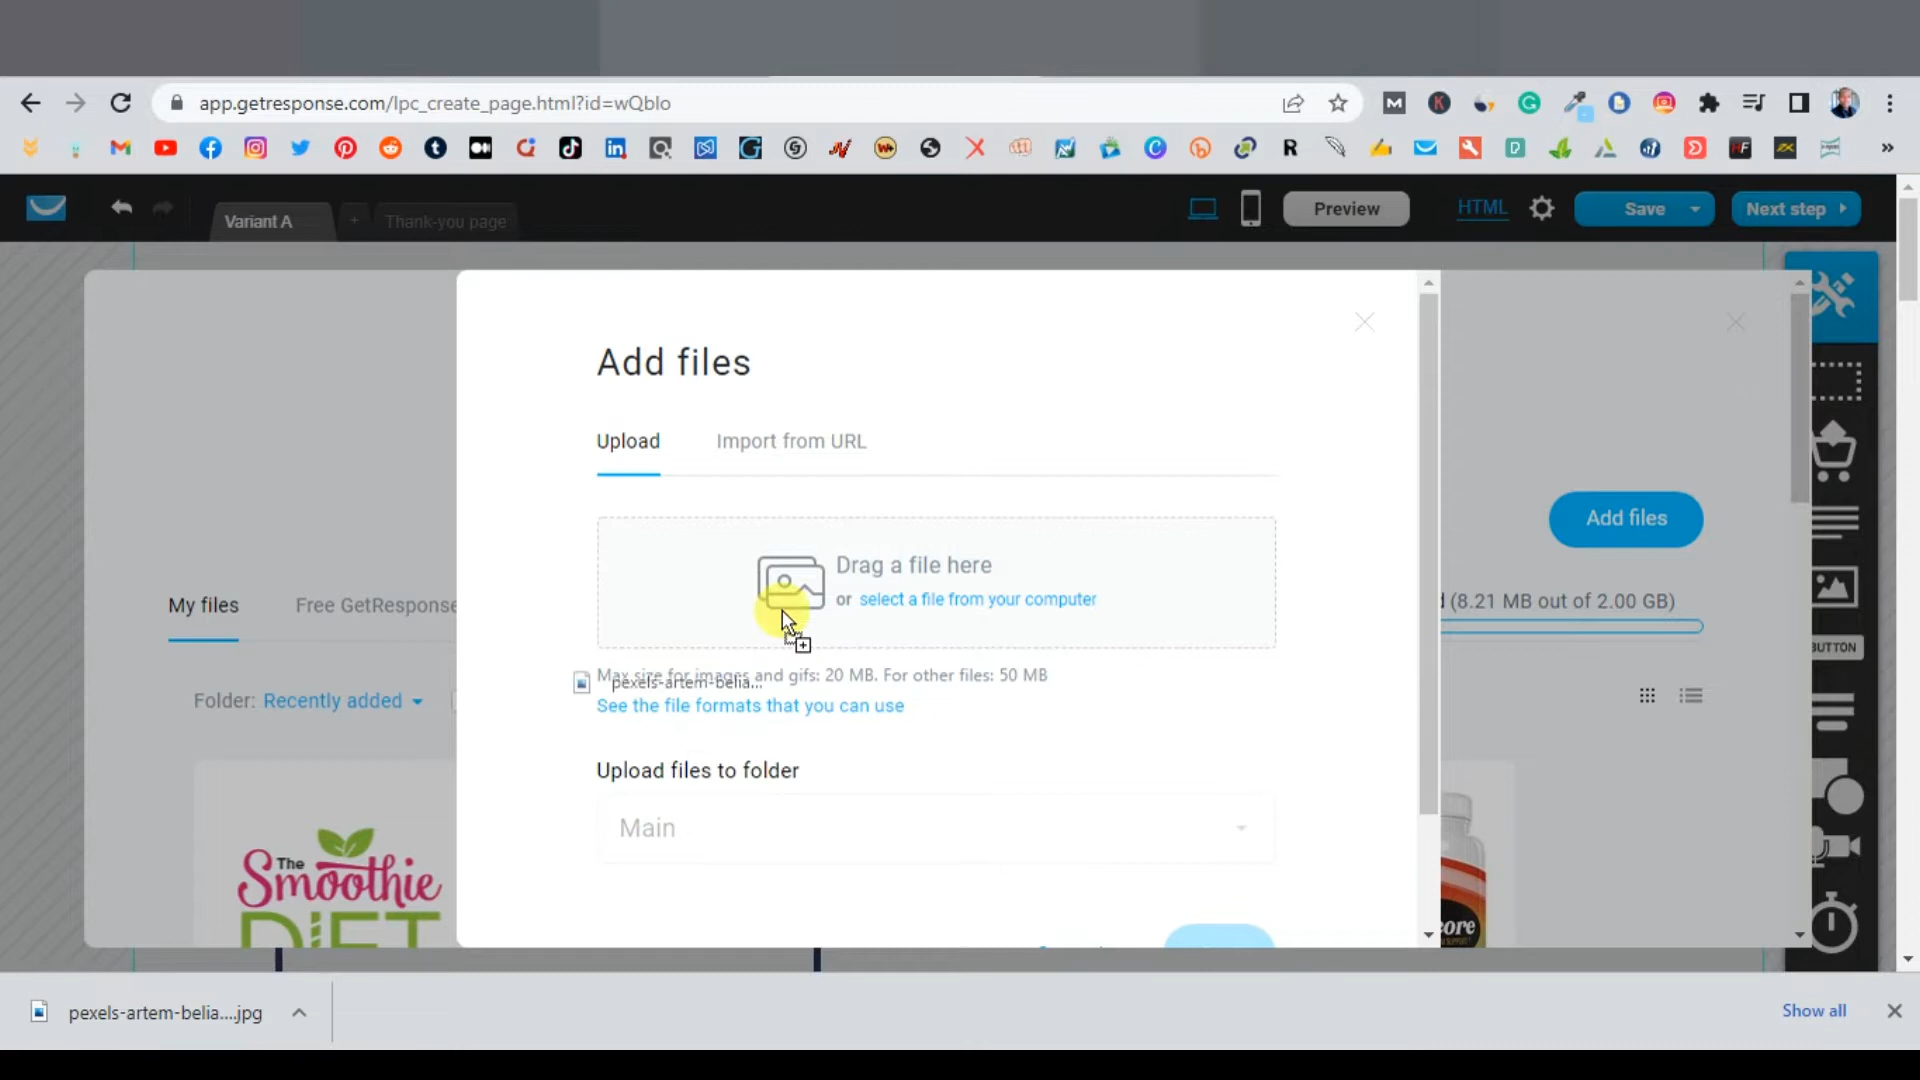 app.getresponse.com/lpc_create_page.html?id=wQblo
Variant A
+
Thank-you page
Preview
HTML
Save
Next step
Add files
Upload
Import from URL
Drag a file here
or select a file from your computer
Max size for images and gifs: 20 MB. For other files: 50 MB
pexels-artem-belia...
See the file formats that you can use
Upload files to folder
Main
Add files
My files
Free GetResponse
(8.21 MB out of 2.00 GB)
Folder: Recently added
BUTTON
The
Smoothie
DIET
ore
pexels-artem-belia....jpg
Show all